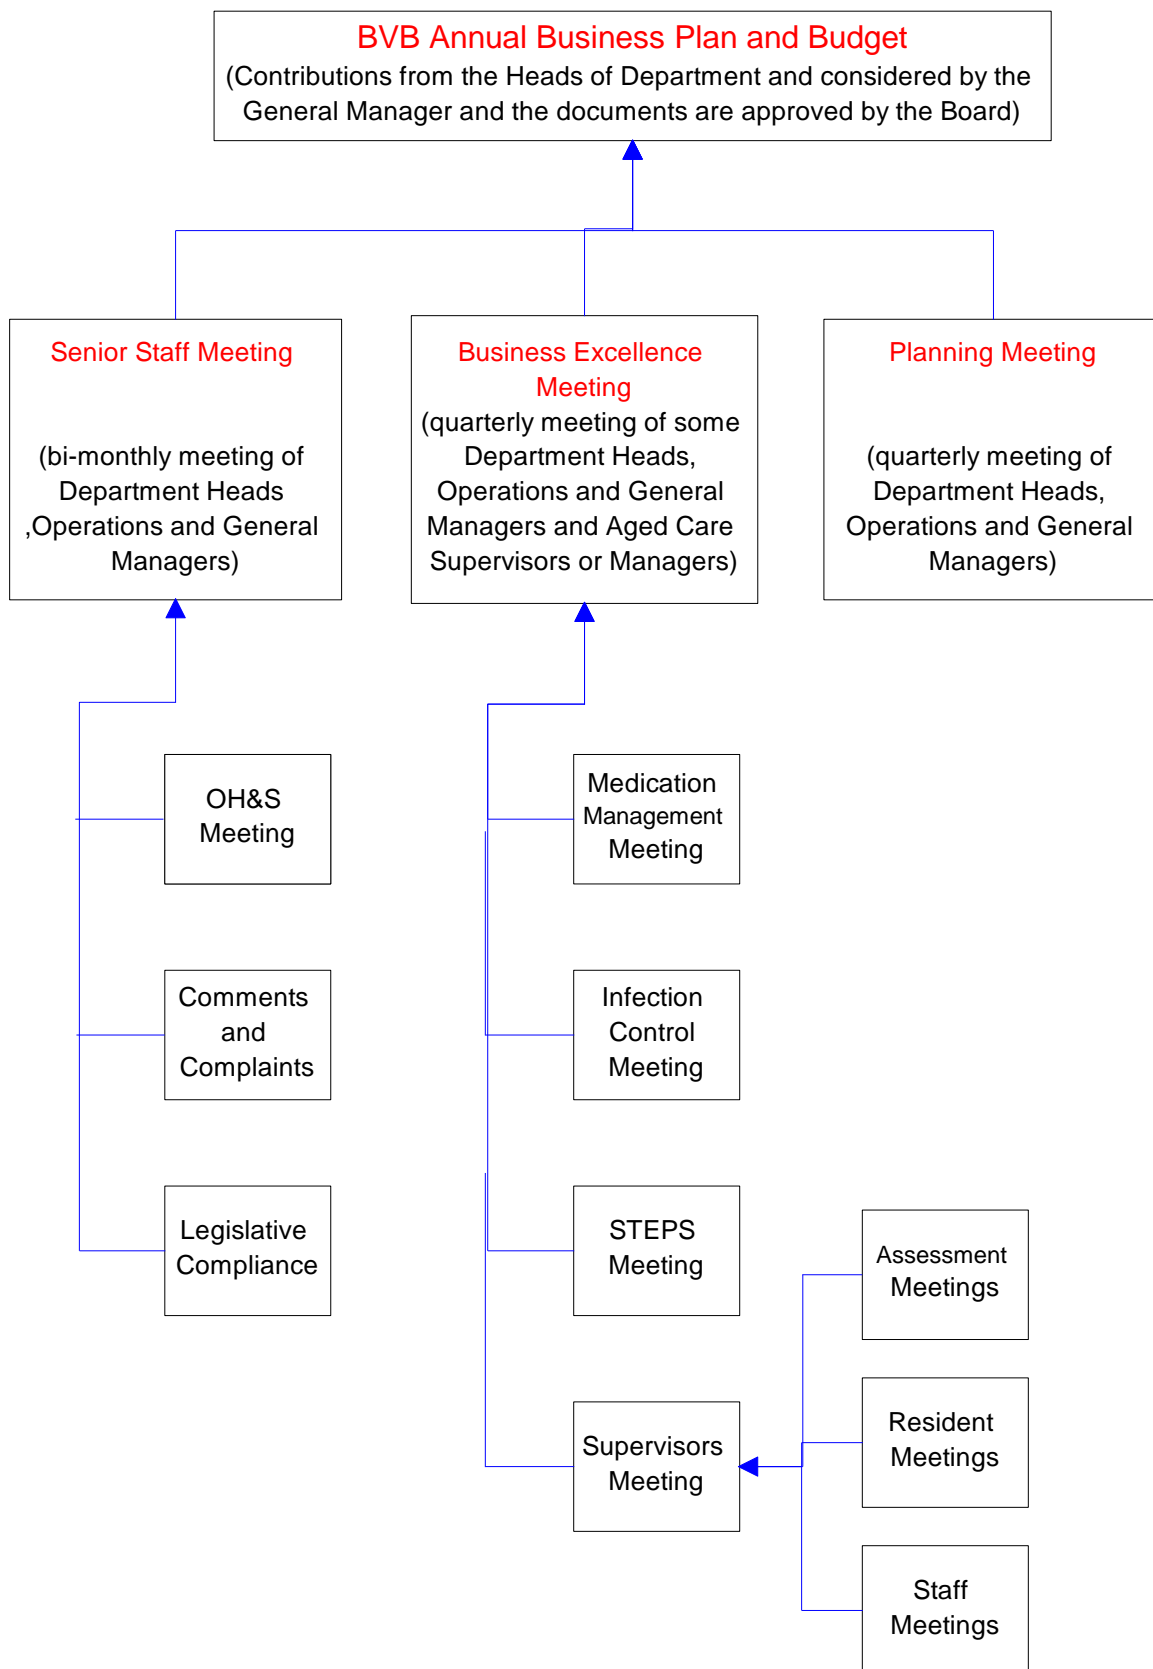 BVB Annual Business Plan and Budget
(Contributions from the Heads of Department and considered by the
General Manager and the documents are approved by the Board)
Senior Staff Meeting
(bi-monthly meeting of
Department Heads
,Operations and General
Managers)
Business Excellence
Meeting
(quarterly meeting of some
Department Heads,
Operations and General
Managers and Aged Care
Supervisors or Managers)
Planning Meeting
(quarterly meeting of
Department Heads,
Operations and General
Managers)
OH&S
Meeting
Comments
and
Complaints
Legislative
Compliance
Medication
Management
Meeting
Infection
Control
Meeting
STEPS
Meeting
Supervisors
Meeting
Assessment
Meetings
Resident
Meetings
Staff
Meetings